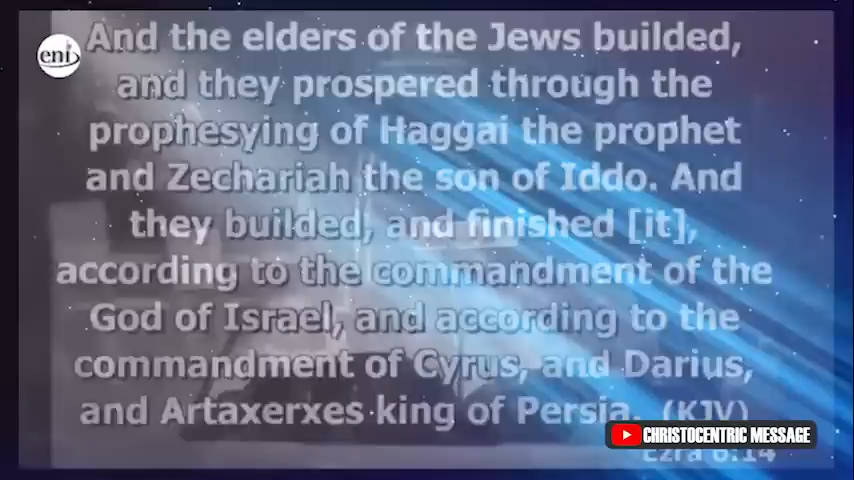 eni
And the elders of the Jews builded,
and they prospered through the
prophesying of Haggai the prophet
and Zechariah the son of Iddo. And
they builded, and finished [it],
according to the commandment of the
God of Israel, and according to the
commandment of Cyrus, and Darius,
and Artaxerxes king of Persia. (KJV)
CHRISTOCENTRIC MESSAGE
Ezra 6:14